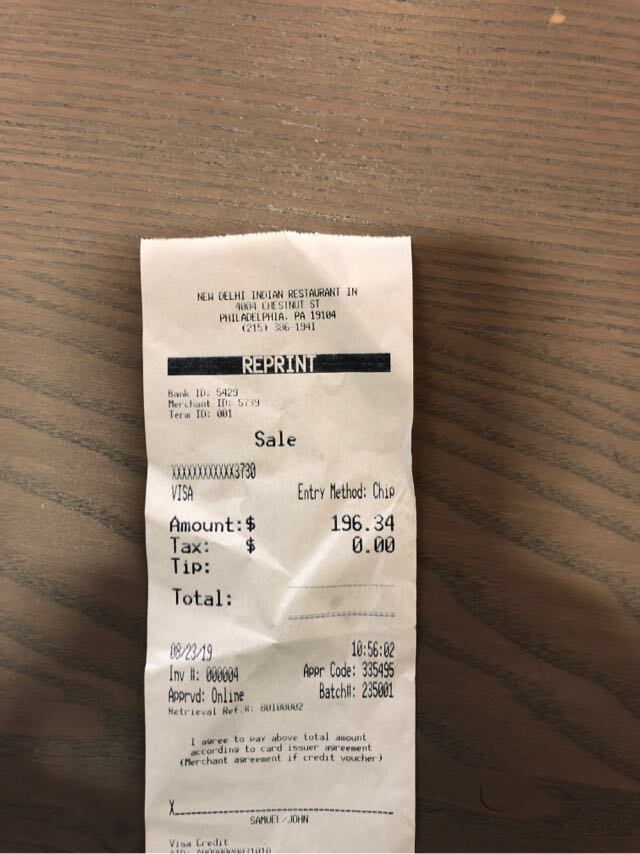 NEW DELHI INDIAN RESTAURANT IN
4004 CHESTNUT ST
PHILADELPHIA, PA 19104
(215) 386-1941
REPRINT
Bank ID: 5429
Merchant ID: 5739
Term ID: 001
Sale
XXXXXXXXXXXX3730
VISA Entry Method: Chip
Amount:$ 196.34
Tax: $ 0.00
Tip:
Total:
08/23/19 10:56:02
Inv #: 000004 Appr Code: 335495
Apprvd: Online Batch#: 235001
Retrieval Ref.#: 80100002
I agree to pay above total amount
according to card issuer agreement
(Merchant agreement if credit voucher)
X
SAMUEL/JOHN
Visa Credit